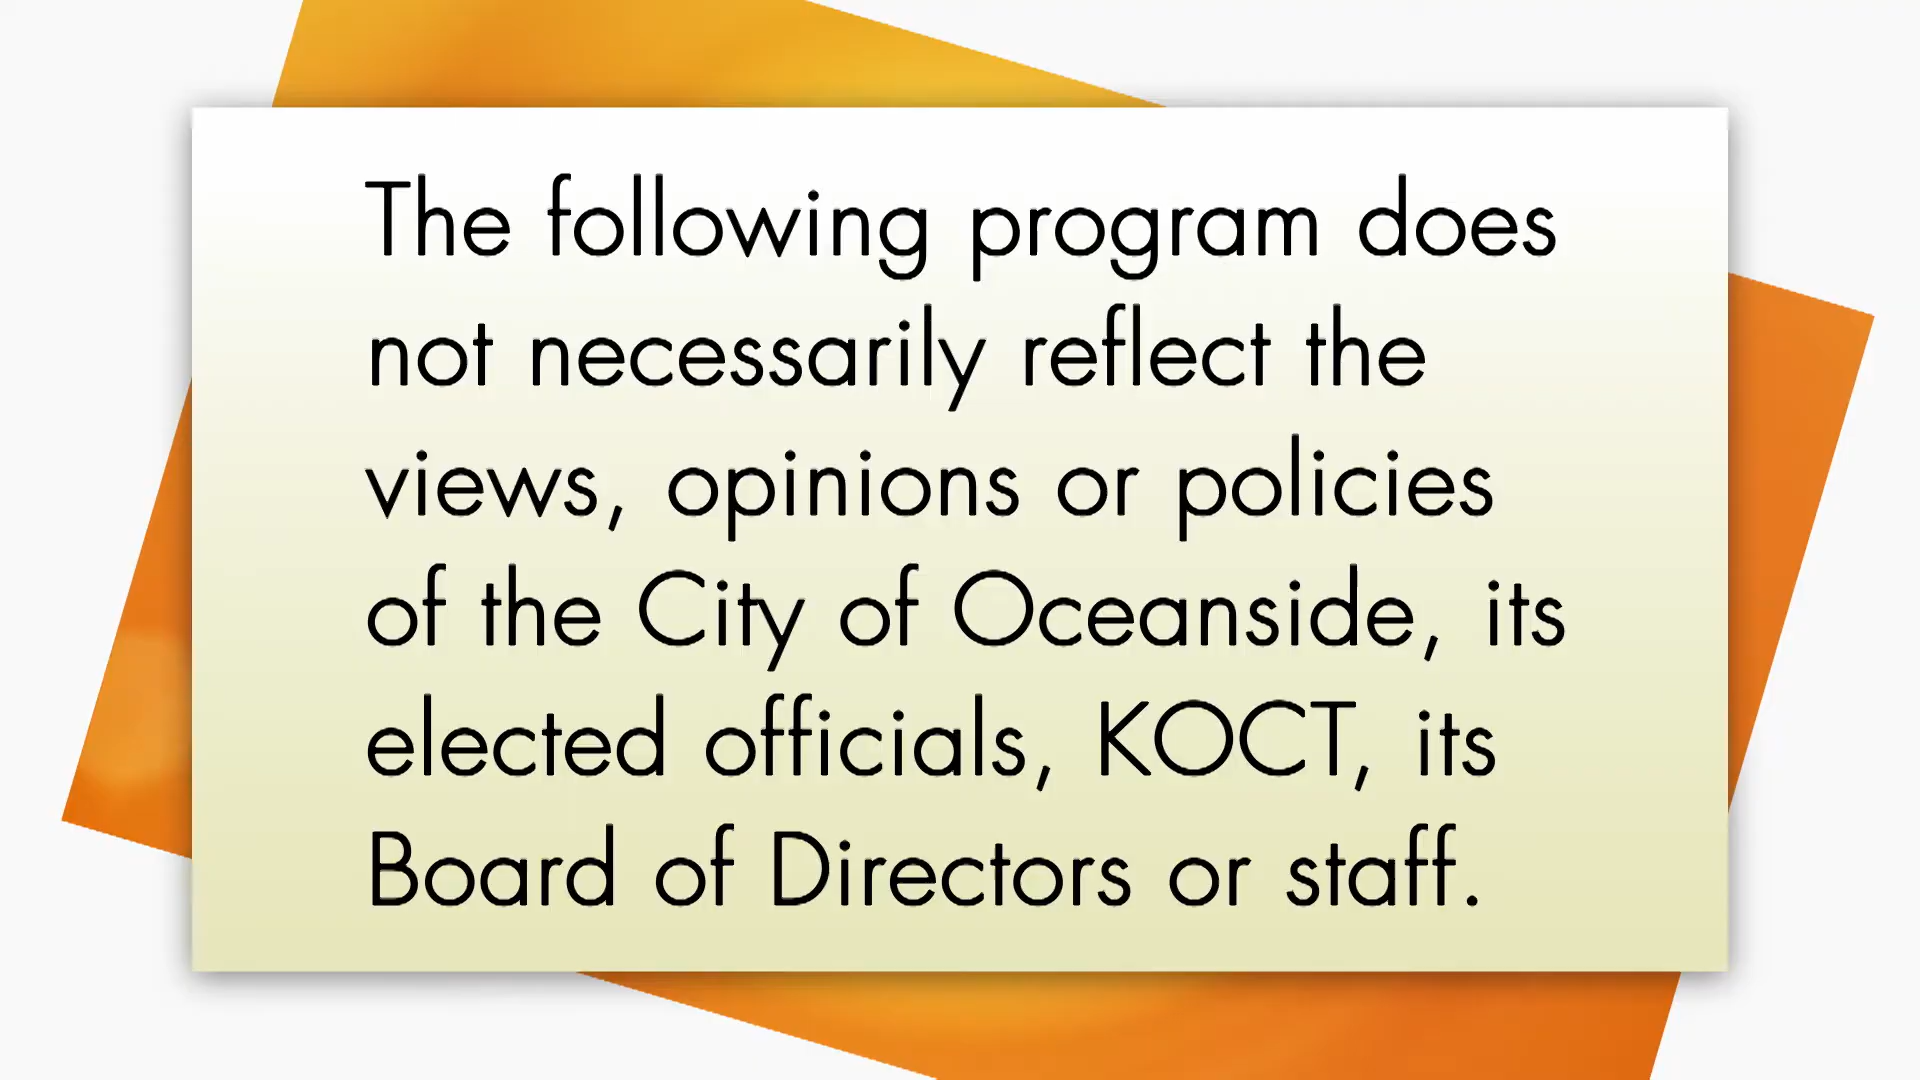 The following program does
not necessarily reflect the
views, opinions or policies
of the City of Oceanside, its
elected officials, KOCT, its
Board of Directors or staff.